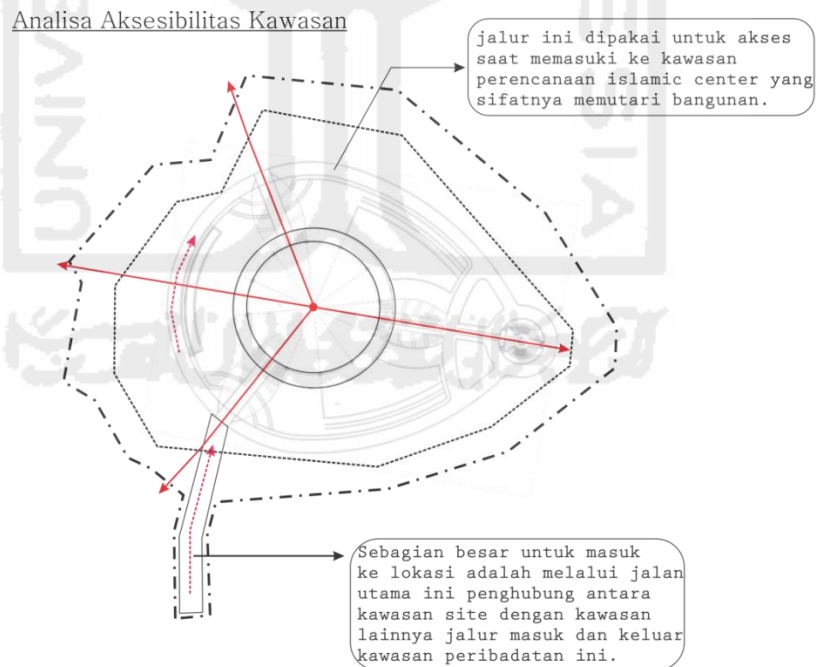 Analisa Aksesibilitas Kawasan
jalur ini dipakai untuk akses
saat memasuki ke kawasan
perencanaan islamic center yang
sifatnya memutari bangunan.
Sebagian besar untuk masuk
ke lokasi adalah melalui jalan
utama ini penghubung antara
kawasan site dengan kawasan
lainnya jalur masuk dan keluar
kawasan peribadatan ini.